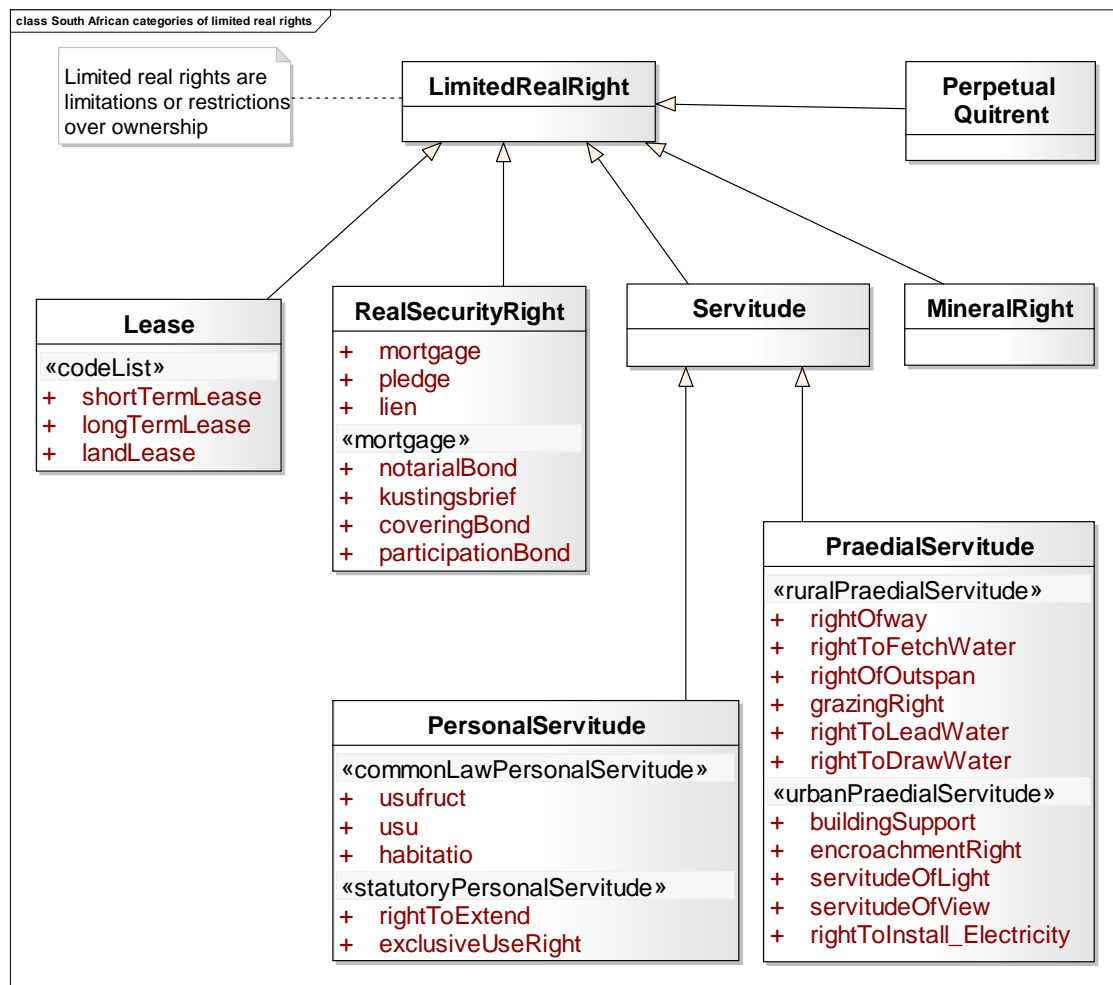 class South African categories of limited real rights
Limited real rights are
limitations or restrictions
over ownership
LimitedRealRight
Perpetual
Quitrent
Lease
«codeList»
+ shortTermLease
+ longTermLease
+ landLease
RealSecurityRight
+ mortgage
+ pledge
+ lien
«mortgage»
+ notarialBond
+ kustingsbrief
+ coveringBond
+ participationBond
Servitude
MineralRight
PersonalServitude
«commonLawPersonalServitude»
+ usufruct
+ usu
+ habitatio
«statutoryPersonalServitude»
+ rightToExtend
+ exclusiveUseRight
PraedialServitude
«ruralPraedialServitude»
+ rightOfway
+ rightToFetchWater
+ rightOfOutspan
+ grazingRight
+ rightToLeadWater
+ rightToDrawWater
«urbanPraedialServitude»
+ buildingSupport
+ encroachmentRight
+ servitudeOfLight
+ servitudeOfView
+ rightToInstall_Electricity